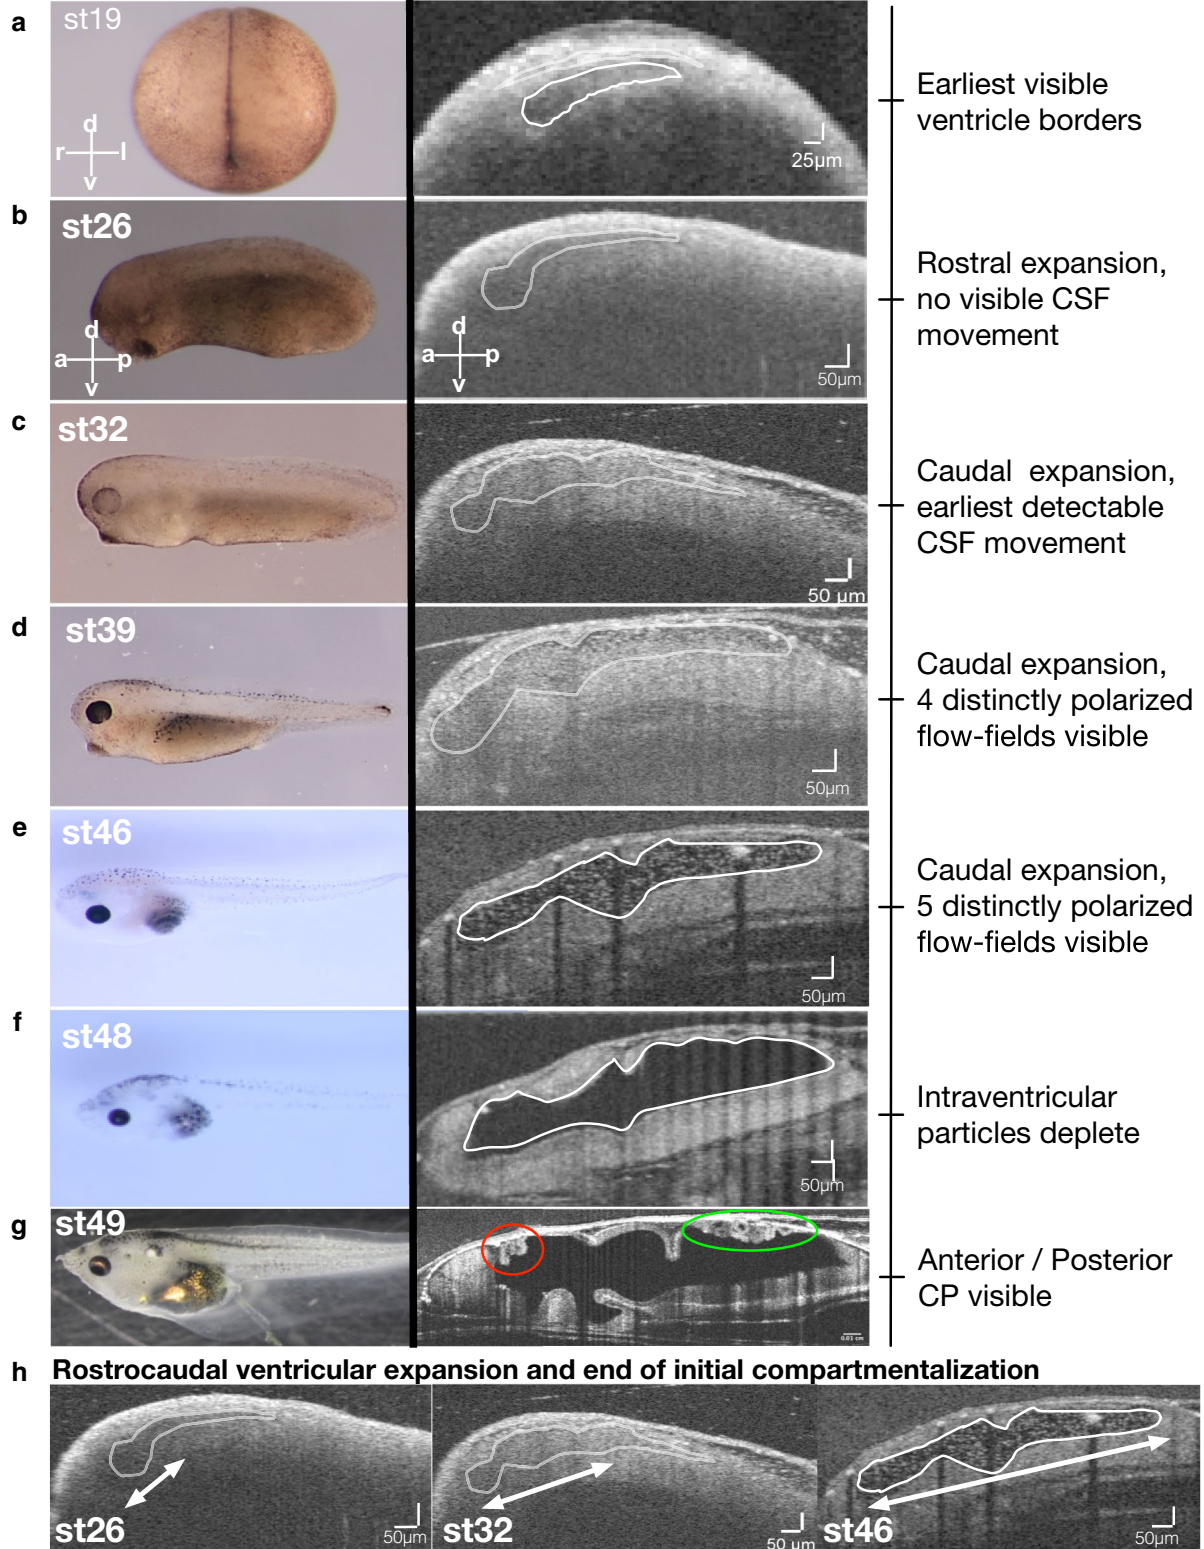 a
st19
d
r
l
v
25µm
Earliest visible
ventricle borders
b
st26
d
a
p
v
d
a
p
v
50µm
Rostral expansion,
no visible CSF
movement
c
st32
50 µm
Caudal expansion,
earliest detectable
CSF movement
d
st39
50µm
Caudal expansion,
4 distinctly polarized
flow-fields visible
e
st46
50µm
Caudal expansion,
5 distinctly polarized
flow-fields visible
f
st48
50µm
Intraventricular
particles deplete
g
st49
0.01 cm
Anterior / Posterior
CP visible
h Rostrocaudal ventricular expansion and end of initial compartmentalization
st26
50µm
st32
50 µm
st46
50µm